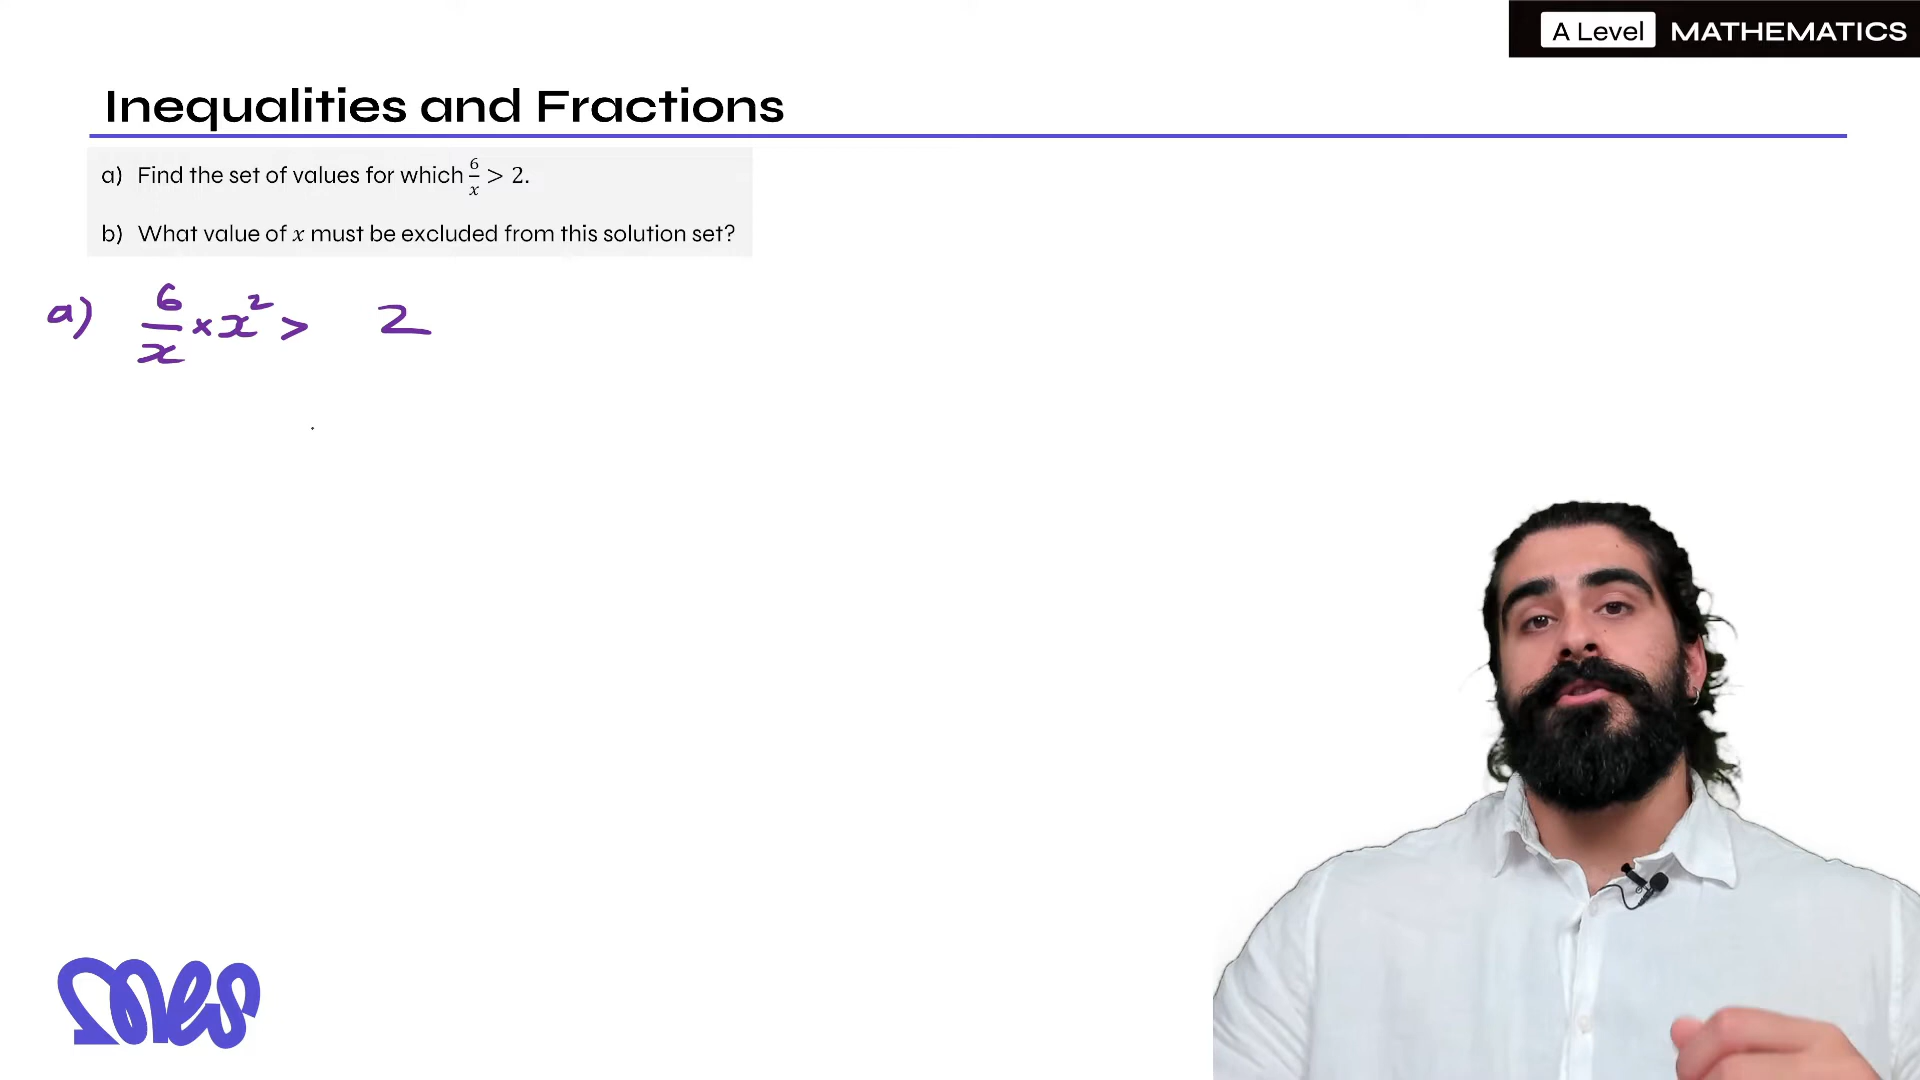 A Level MATHEMATICS
Inequalities and Fractions
a) Find the set of values for which 6/x > 2.
b) What value of x must be excluded from this solution set?
a) 6/x × x² > 2